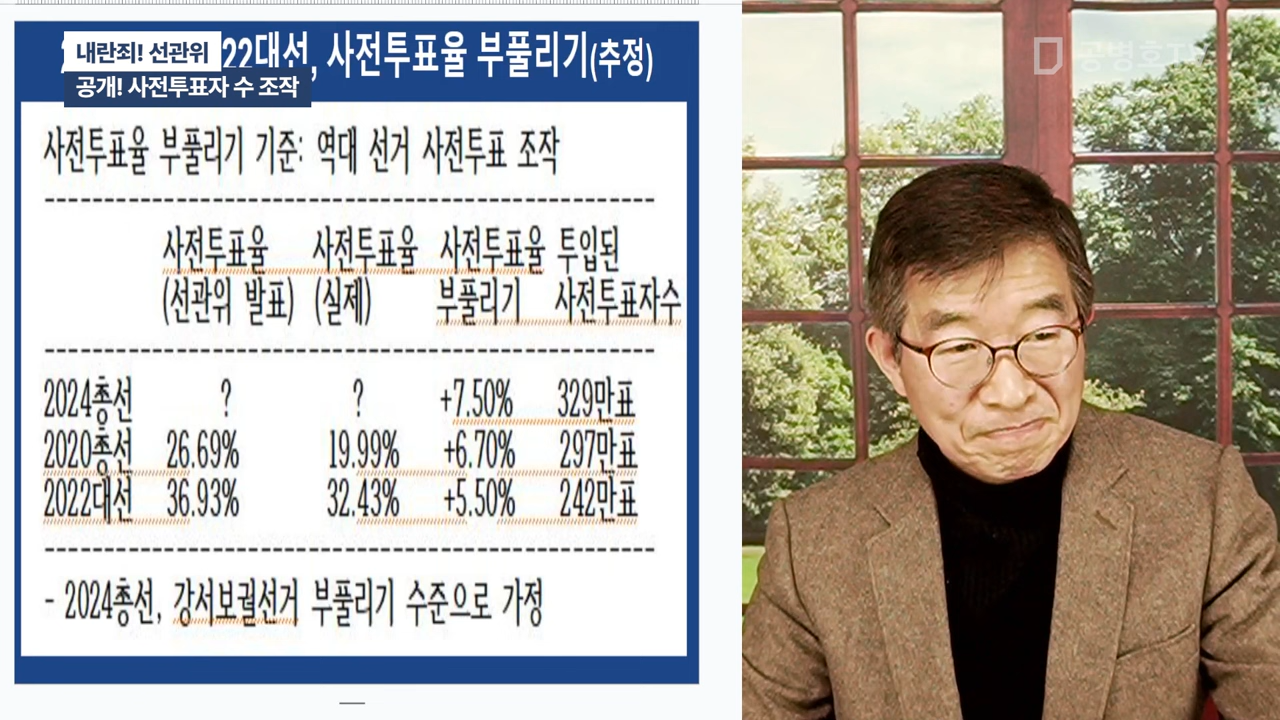 내란죄! 선관위
공개! 사전투표자 수 조작
22대선, 사전투표율 부풀리기(추정)
사전투표율 부풀리기 기준: 역대 선거 사전투표 조작
사전투표율 사전투표율 사전투표율 투입된
(선관위 발표) (실제) 부풀리기 사전투표자수
2024총선 ? ? +7.50% 329만표
2020총선 26.69% 19.99% +6.70% 297만표
2022대선 36.93% 32.43% +5.50% 242만표
- 2024총선, 강서보궐선거 부풀리기 수준으로 가정
공병호TV